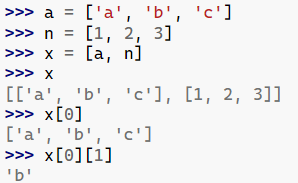 >>> a = ['a', 'b', 'c']
>>> n = [1, 2, 3]
>>> x = [a, n]
>>> x
[['a', 'b', 'c'], [1, 2, 3]]
>>> x[0]
['a', 'b', 'c']
>>> x[0][1]
'b'